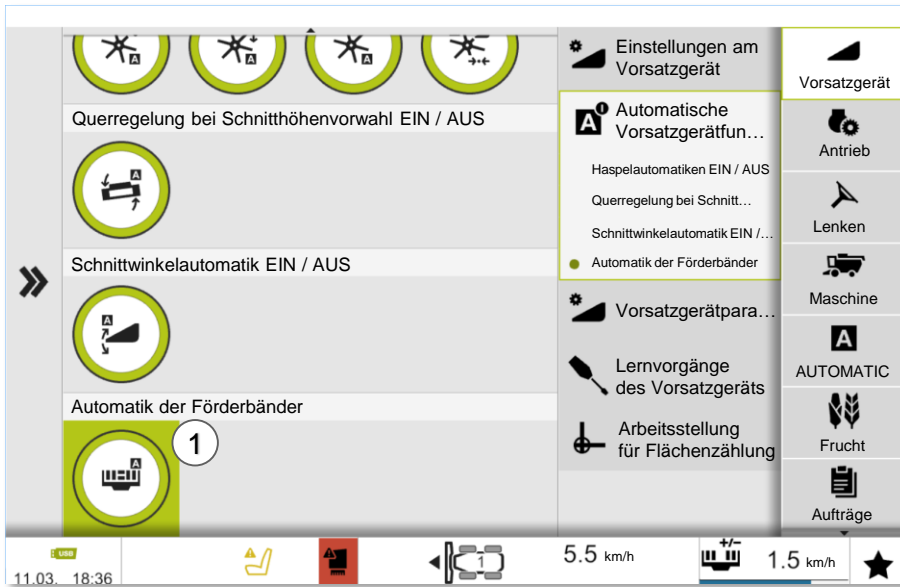 Querregelung bei Schnitthöhenvorwahl EIN / AUS
Schnittwinkelautomatik EIN / AUS
Automatik der Förderbänder
1
Einstellungen am
Vorsatzgerät
Automatische
Vorsatzgerätfun…
Haspelautomatiken EIN / AUS
Querregelung bei Schnitt…
Schnittwinkelautomatik EIN /…
Automatik der Förderbänder
Vorsatzgerätpara…
Lernvorgänge
des Vorsatzgeräts
Arbeitsstellung
für Flächenzählung
Vorsatzgerät
Antrieb
Lenken
Maschine
A
AUTOMATIC
Frucht
Aufträge
USB
11.03. 18:36
1
5.5 km/h
+/-
1.5 km/h